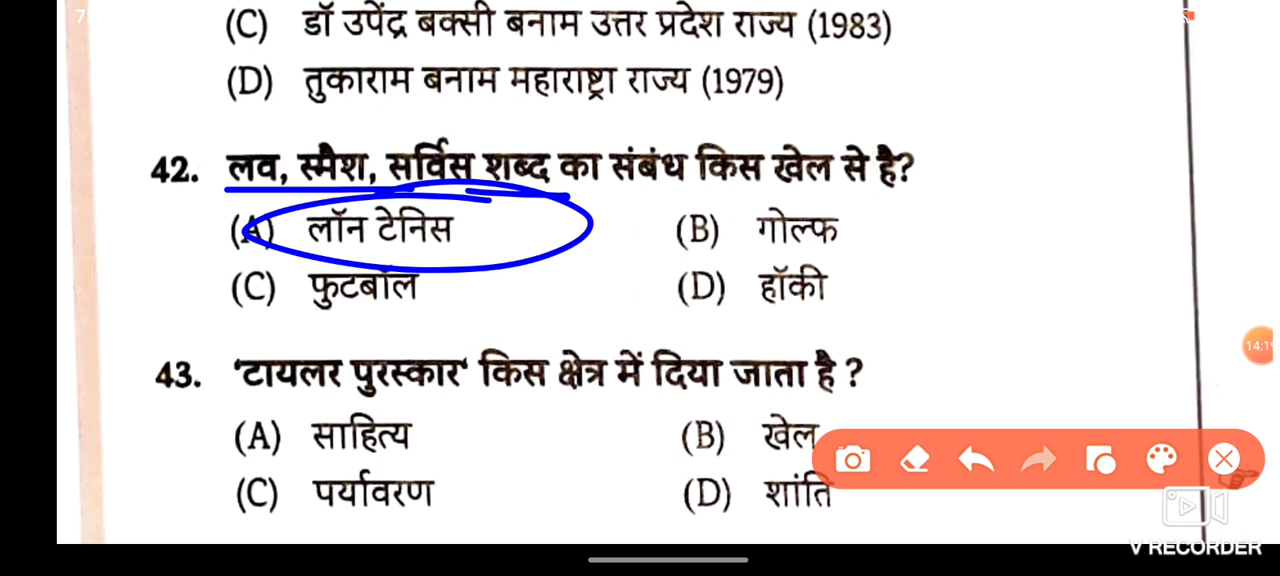 (C) डॉ उपेंद्र बक्सी बनाम उत्तर प्रदेश राज्य (1983)
(D) तुकाराम बनाम महाराष्ट्रा राज्य (1979)
42. लव, स्मैश, सर्विस शब्द का संबंध किस खेल से है?
(A) लॉन टेनिस (B) गोल्फ
(C) फुटबॉल (D) हॉकी
43. 'टायलर पुरस्कार' किस क्षेत्र में दिया जाता है ?
(A) साहित्य (B) खेल
(C) पर्यावरण (D) शांति
V RECORDER